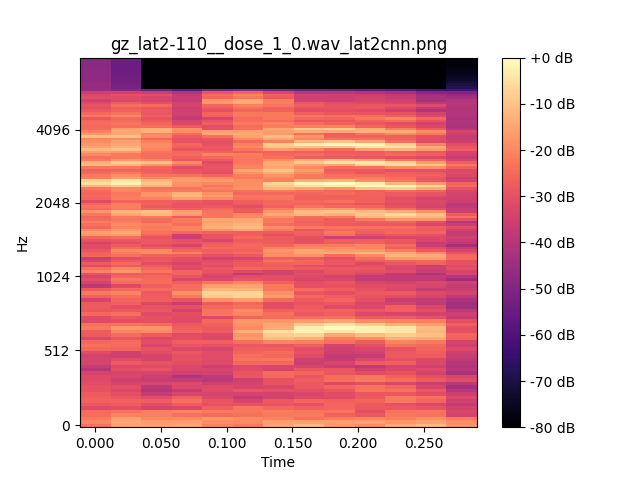 gz_lat2-110__dose_1_0.wav_lat2cnn.png
Hz
4096
2048
1024
512
0
0.000 0.050 0.100 0.150 0.200 0.250
Time
+0 dB
-10 dB
-20 dB
-30 dB
-40 dB
-50 dB
-60 dB
-70 dB
-80 dB